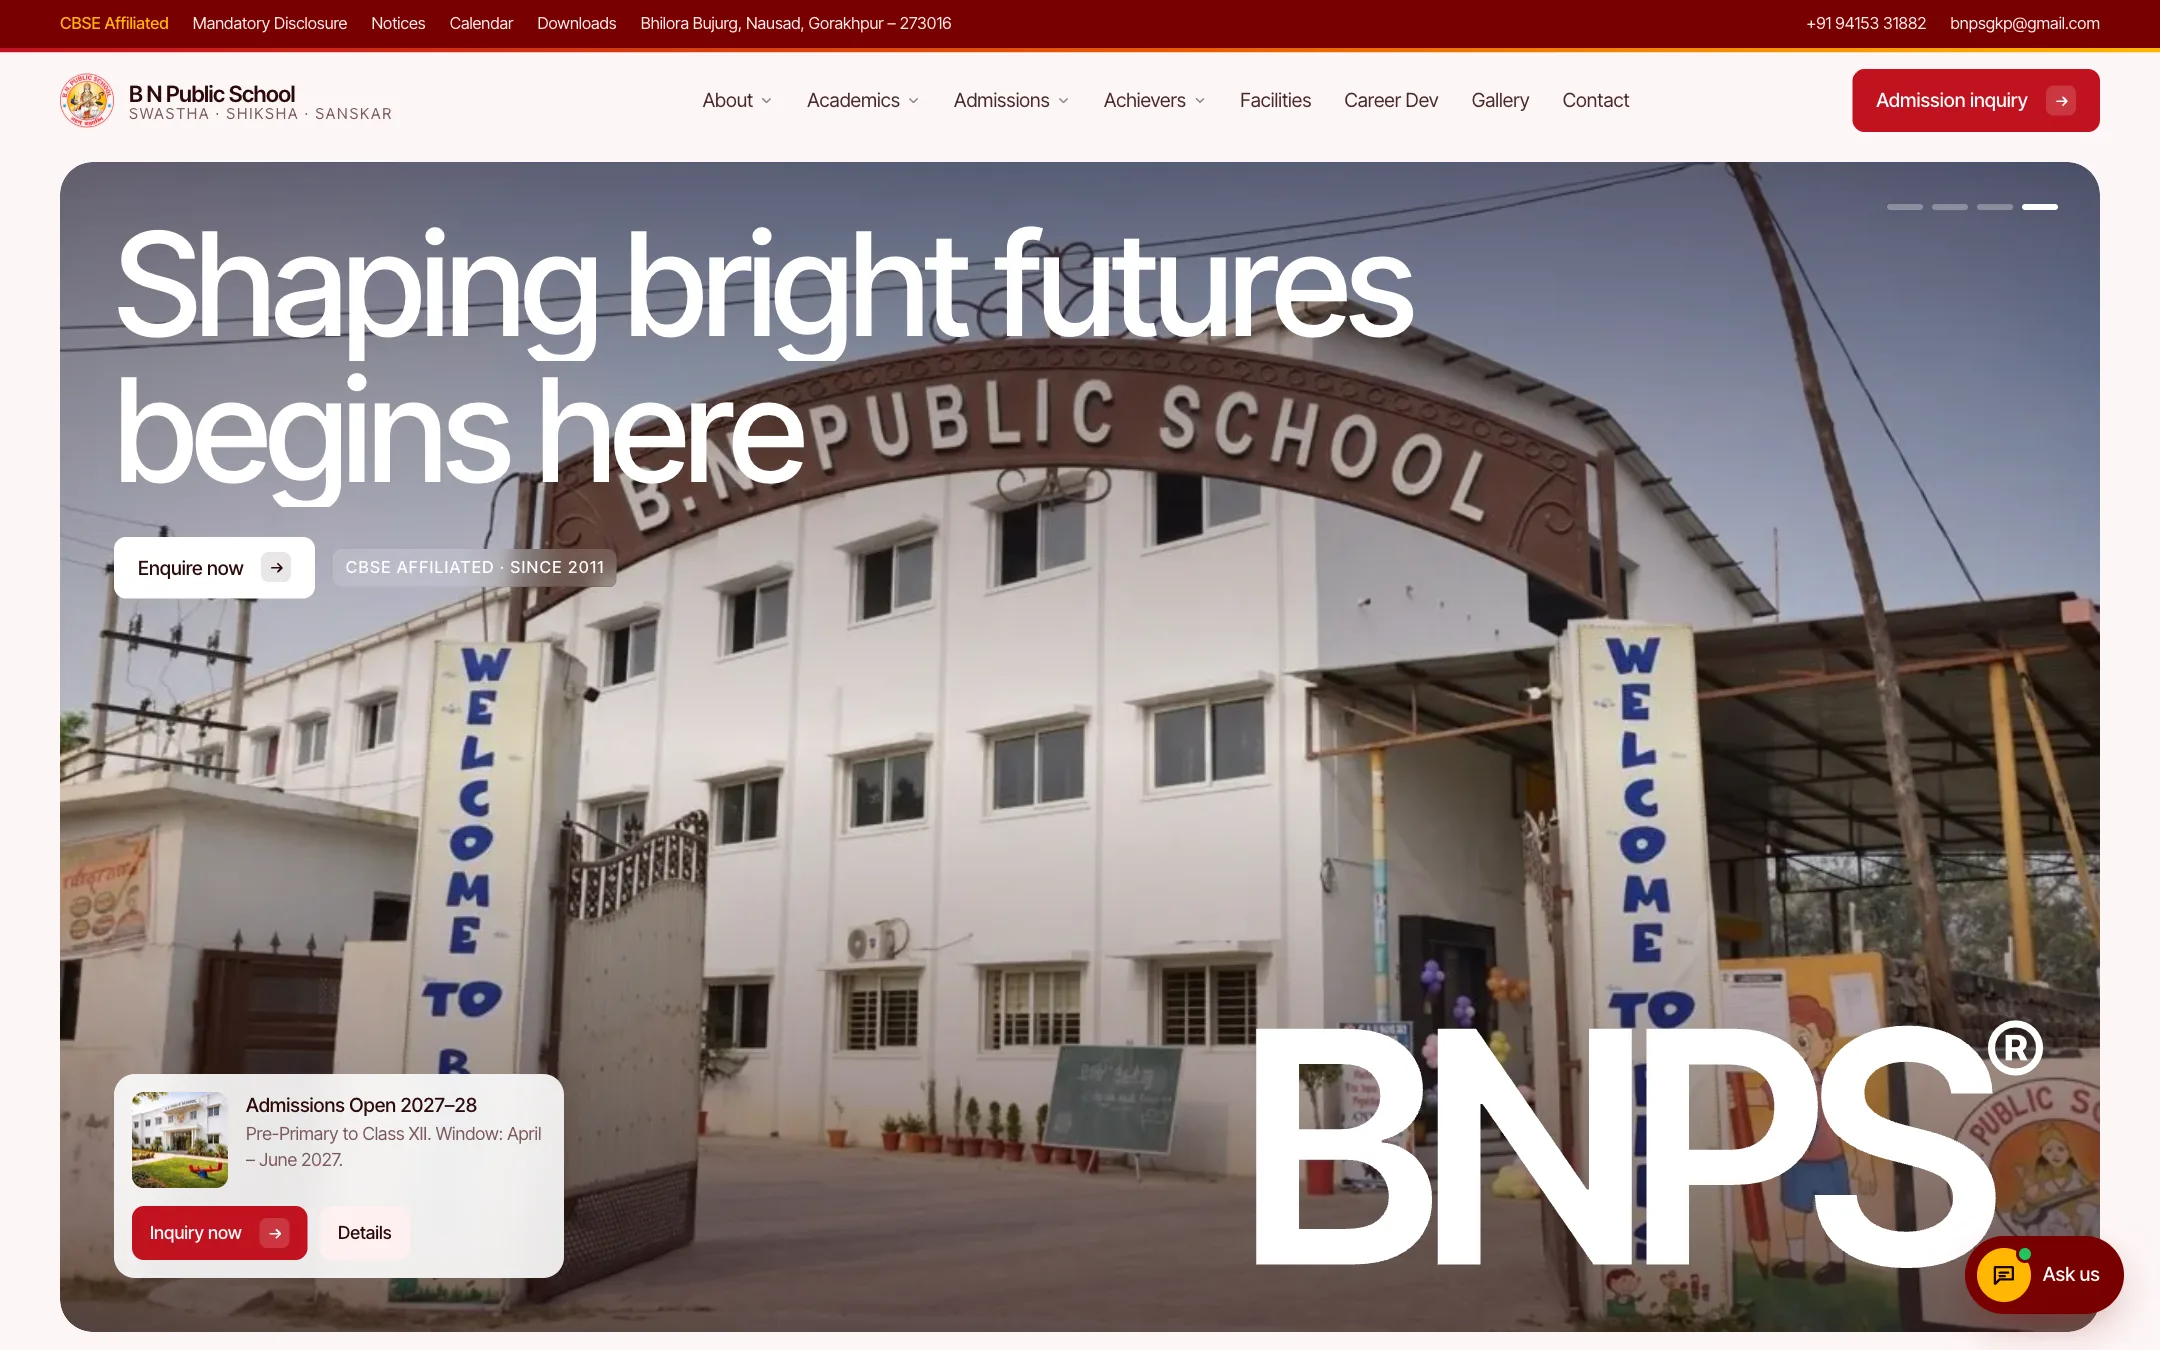 CBSE Affiliated Mandatory Disclosure Notices Calendar Downloads Bhilora Bujurg, Nausad, Gorakhpur – 273016 +91 94153 31882 bnpsgkp@gmail.com
B N Public School
SWASTHA · SHIKSHA · SANSKAR
About Academics Admissions Achievers Facilities Career Dev Gallery Contact
Admission inquiry
Shaping bright futures
begins here
B.N. PUBLIC SCHOOL
Enquire now
CBSE AFFILIATED · SINCE 2011
WELCOME TO B
WELCOME TO
Admissions Open 2027–28
Pre-Primary to Class XII. Window: April
– June 2027.
Inquiry now
Details
BNPS®
PUBLIC SC
Ask us